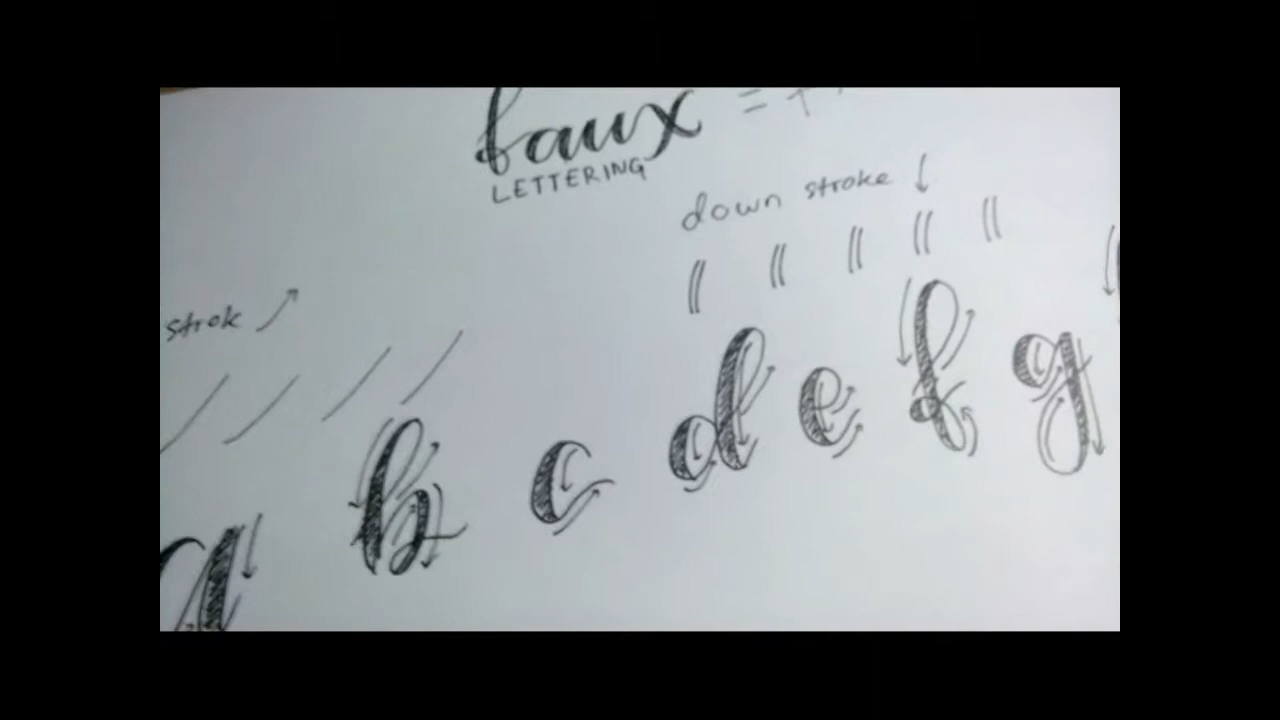 faux =
LETTERING
down stroke
strok
a b c d e f g